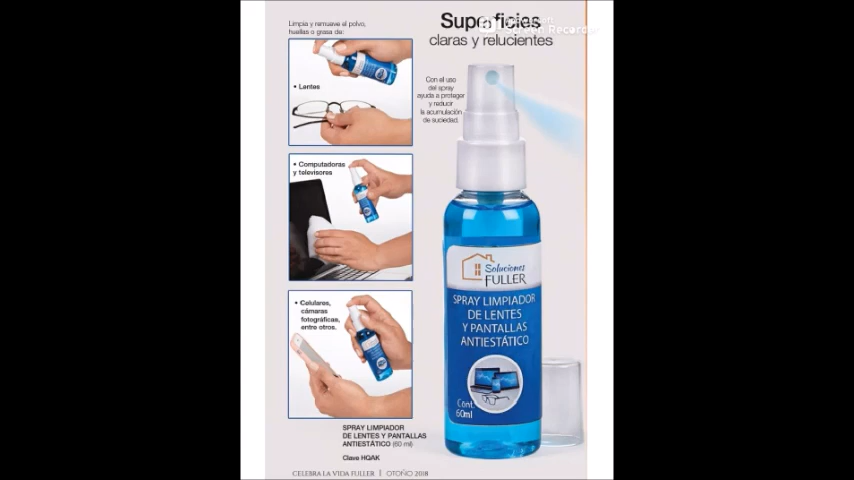 Limpia y remueve el polvo,
huellas o grasa de:
Superficies
claras y relucientes
Screen Recorder
• Lentes
Con el uso
del spray
ayuda a proteger
y reducir
la acumulación
de suciedad.
• Computadoras
y televisores
• Celulares,
cámaras
fotográficas,
entre otros.
Soluciones
FULLER
SPRAY LIMPIADOR
DE LENTES
Y PANTALLAS
ANTIESTÁTICO
Cont.
60ml
SPRAY LIMPIADOR
DE LENTES Y PANTALLAS
ANTIESTÁTICO (60 ml)
Clave HQAK
CELEBRA LA VIDA FULLER | OTOÑO 2018